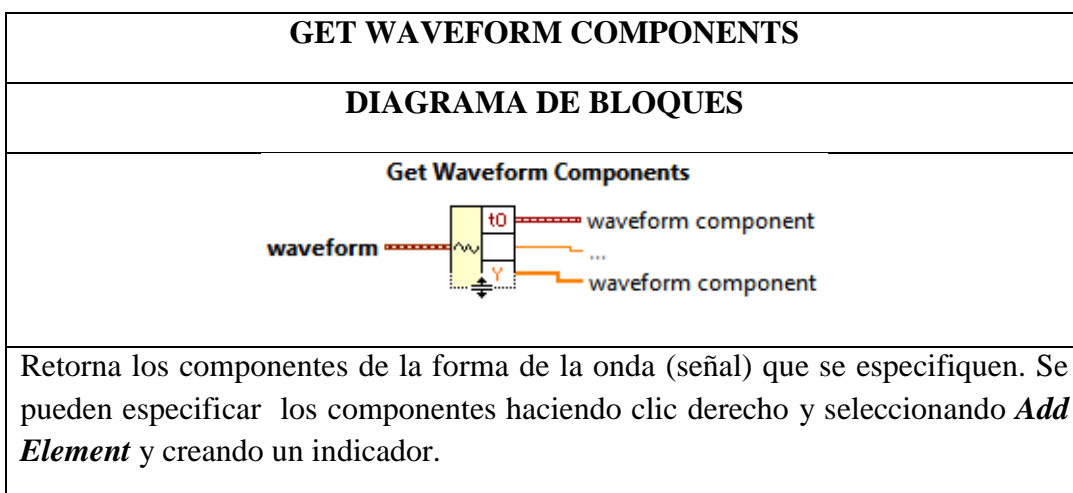 GET WAVEFORM COMPONENTS
DIAGRAMA DE BLOQUES
Get Waveform Components
t0 waveform component
waveform ...
Y waveform component
Retorna los componentes de la forma de la onda (señal) que se especifiquen. Se
pueden especificar los componentes haciendo clic derecho y seleccionando Add
Element y creando un indicador.